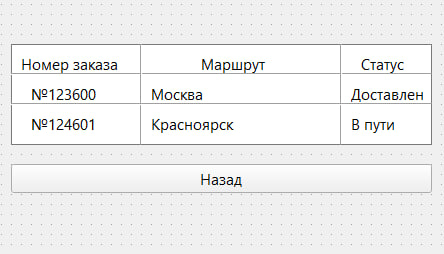 Номер заказа Маршрут Статус
№123600 Москва Доставлен
№124601 Красноярск В пути
Назад